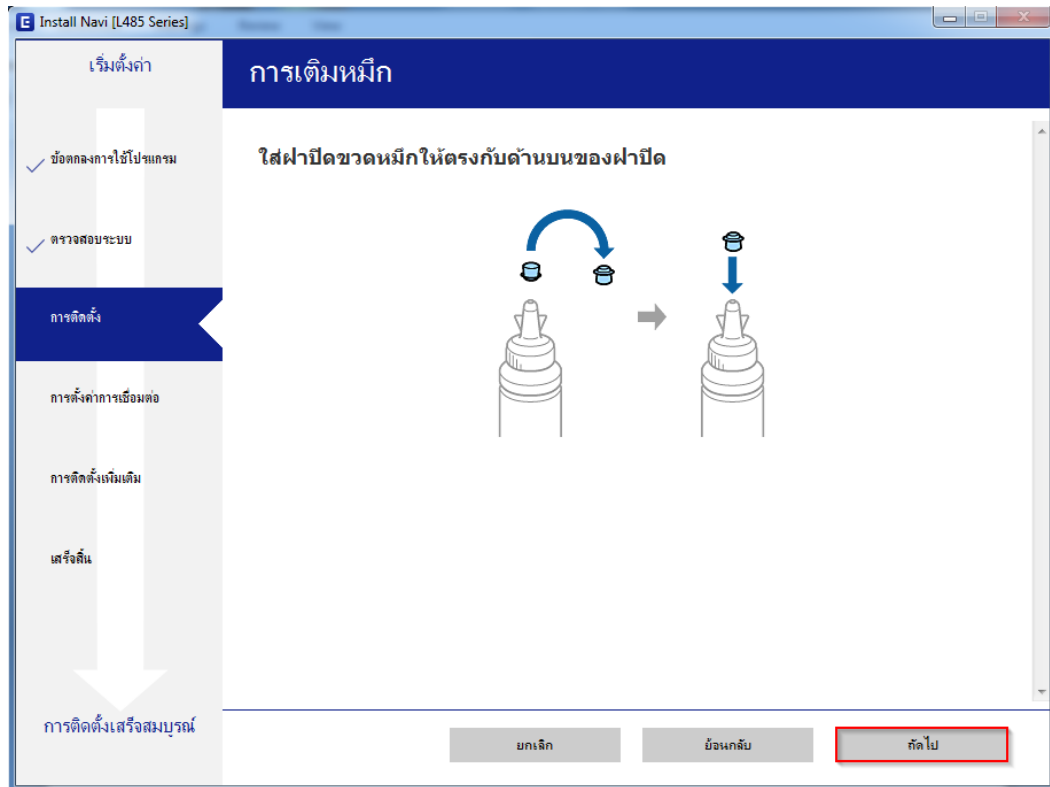 Install Navi [L485 Series]
เริ่มตั้งค่า
การเติมหมึก
ข้อตกลงการใช้โปรแกรม
ตรวจสอบระบบ
การติดตั้ง
การตั้งค่าการเชื่อมต่อ
การติดตั้งเพิ่มเติม
เสร็จสิ้น
การติดตั้งเสร็จสมบูรณ์
ใส่ฝาปิดขวดหมึกให้ตรงกับด้านบนของฝาปิด
ยกเลิก
ย้อนกลับ
ถัดไป